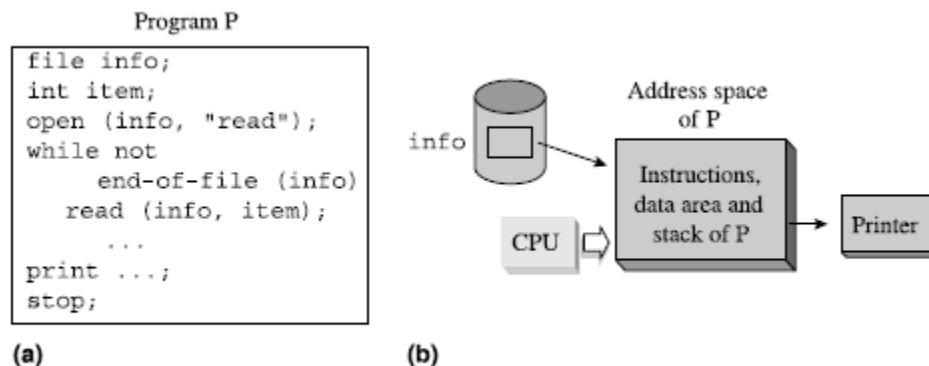 Program P
file info;
int item;
open (info, "read");
while not
end-of-file (info)
read (info, item);
...
print ...;
stop;
(a)
Address space
of P
info
Instructions,
data area and
stack of P
CPU
Printer
(b)